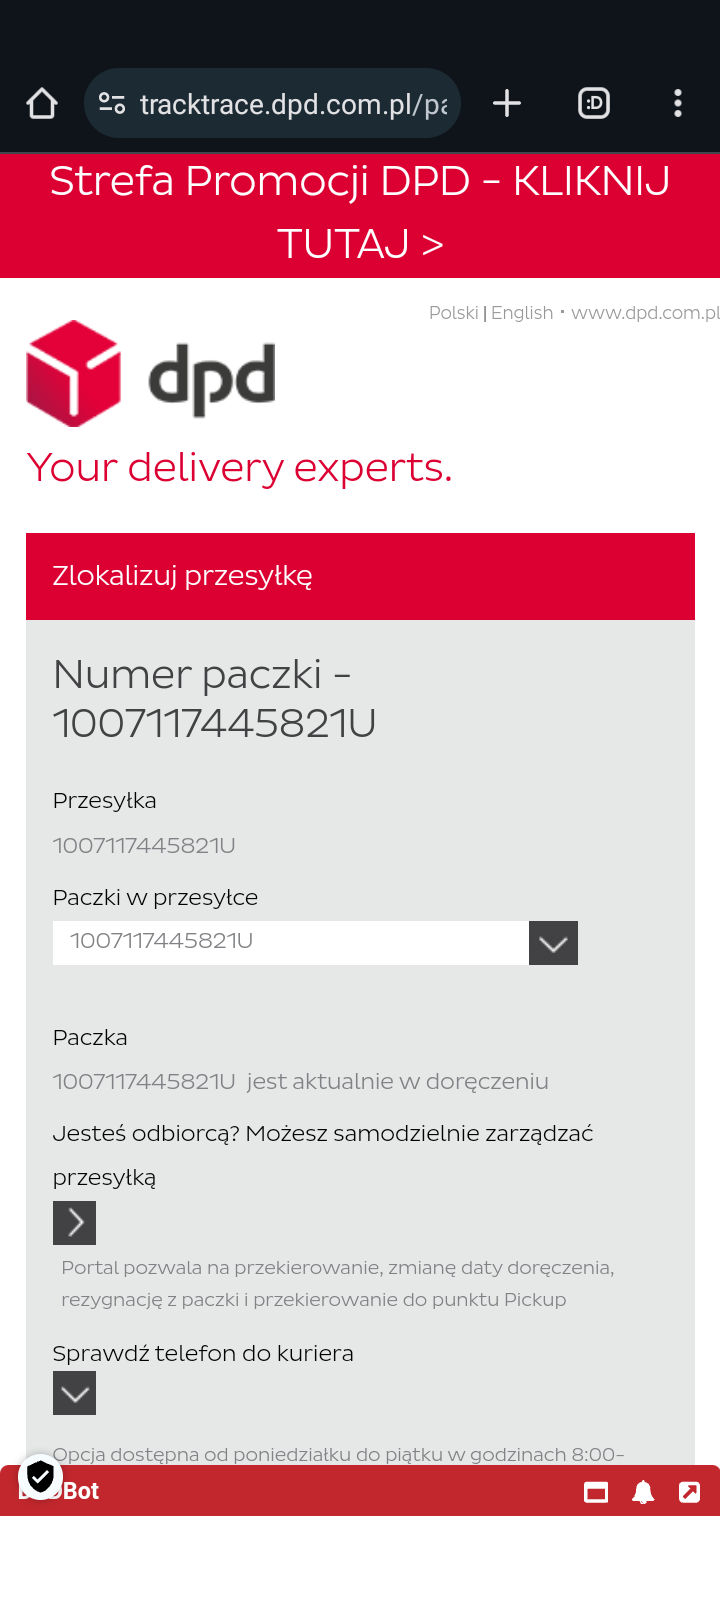 :D
tracktrace.dpd.com.pl/pa
Strefa Promocji DPD - KLIKNIJ
TUTAJ >
Polski | English • www.dpd.com.pl
dpd
Your delivery experts.
Zlokalizuj przesyłkę
Numer paczki -
1007117445821U
Przesyłka
1007117445821U
Paczki w przesyłce
1007117445821U
Paczka
1007117445821U jest aktualnie w doręczeniu
Jesteś odbiorcą? Możesz samodzielnie zarządzać
przesyłką
Portal pozwala na przekierowanie, zmianę daty doręczenia,
rezygnację z paczki i przekierowanie do punktu Pickup
Sprawdź telefon do kuriera
Opcja dostępna od poniedziałku do piątku w godzinach 8:00-
Bot